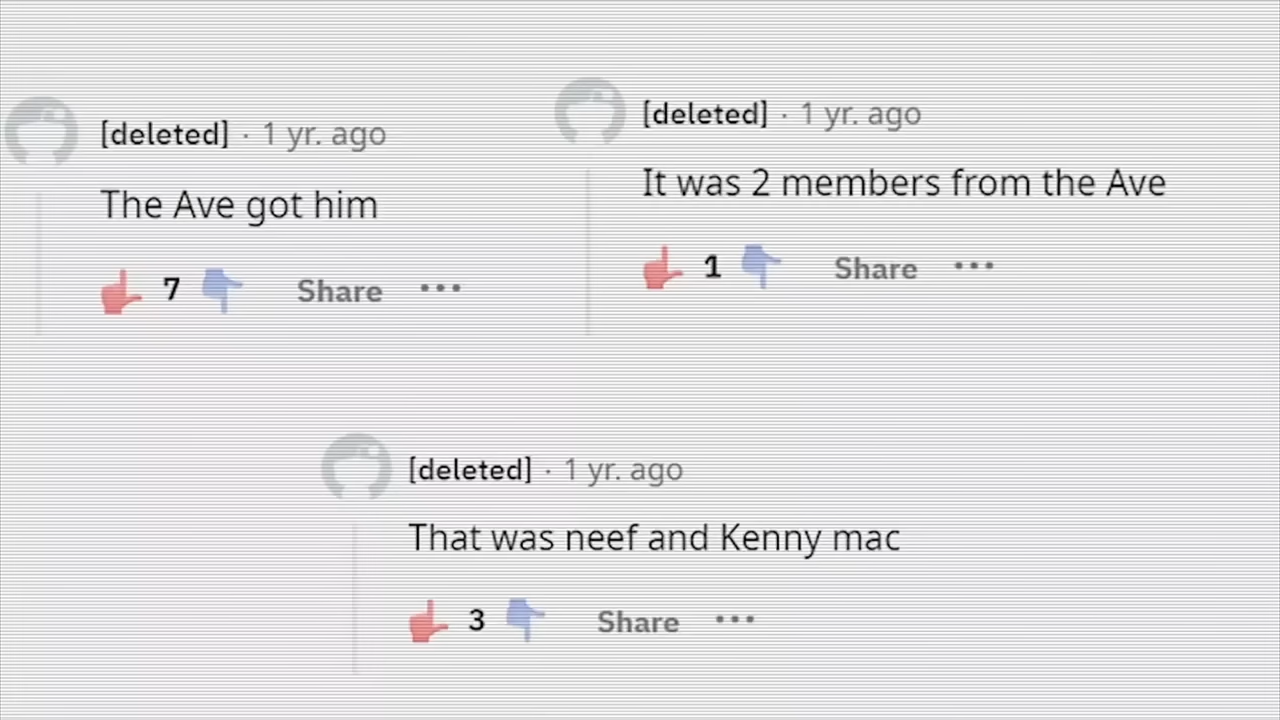 [deleted] · 1 yr. ago
The Ave got him
7 Share ...
[deleted] · 1 yr. ago
It was 2 members from the Ave
1 Share ...
[deleted] · 1 yr. ago
That was neef and Kenny mac
3 Share ...